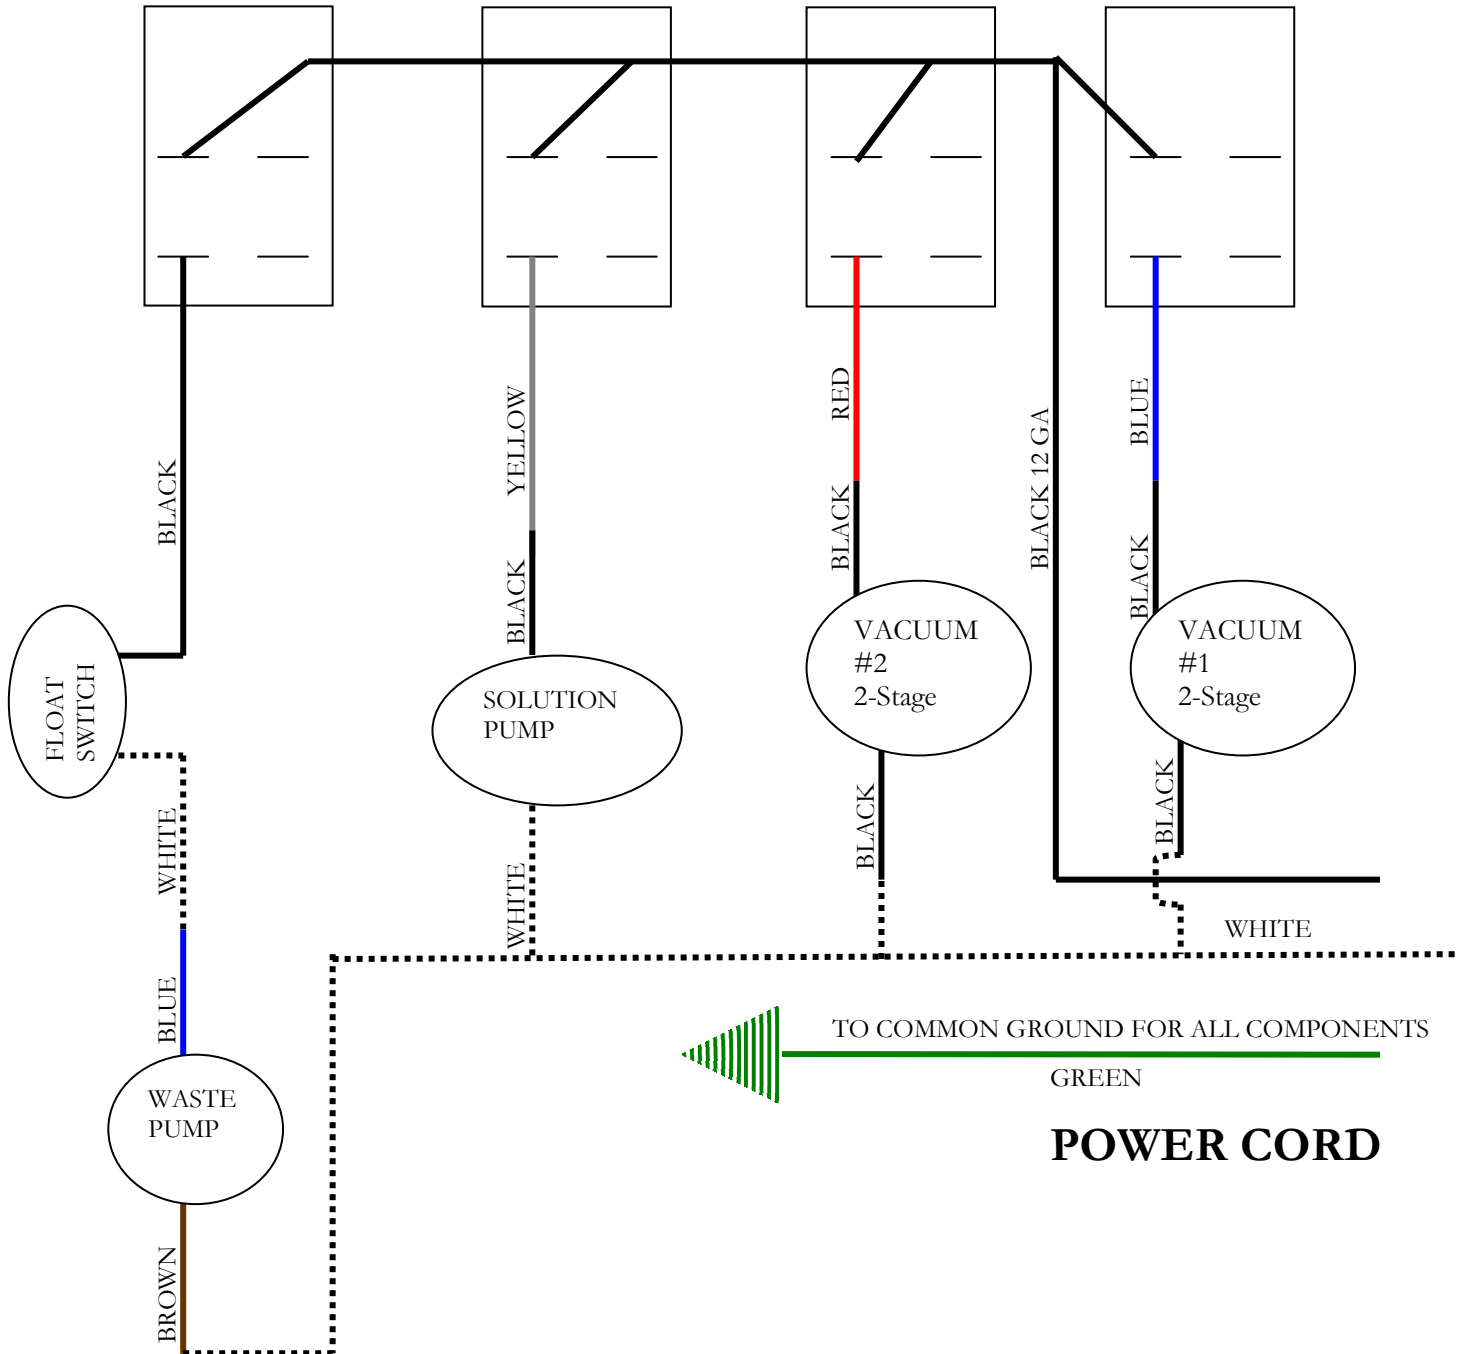 RED
BLUE
YELLOW
BLACK 12 GA
BLACK
BLACK
BLACK
BLACK
FLOAT
SWITCH
SOLUTION
PUMP
VACUUM
#2
2-Stage
VACUUM
#1
2-Stage
WHITE
WHITE
BLACK
BLACK
WHITE
BLUE
TO COMMON GROUND FOR ALL COMPONENTS
GREEN
WASTE
PUMP
POWER CORD
BROWN